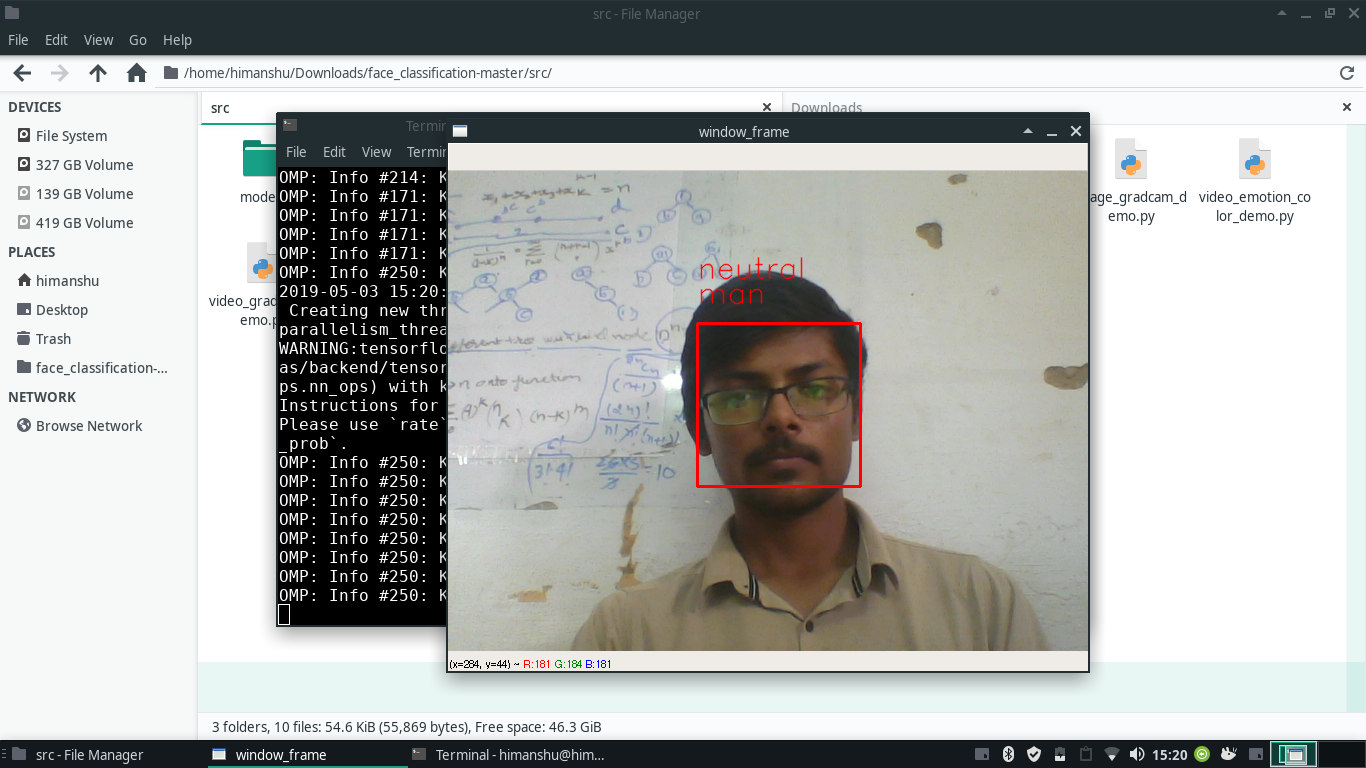 src - File Manager
File Edit View Go Help
/home/himanshu/Downloads/face_classification-master/src/
DEVICES
File System
327 GB Volume
139 GB Volume
419 GB Volume
PLACES
himanshu
Desktop
Trash
face_classification-...
NETWORK
Browse Network
src
Downloads
mode
video_grad
emo.p
age_gradcam_d
emo.py
video_emotion_co
lor_demo.py
Termin
File Edit View Termin
OMP: Info #214: K
OMP: Info #171: K
OMP: Info #171: K
OMP: Info #171: K
OMP: Info #171: K
OMP: Info #250: K
2019-05-03 15:20:
Creating new thr
parallelism_threa
WARNING:tensorflo
as/backend/tensor
ps.nn_ops) with k
Instructions for
Please use `rate`
_prob`.
OMP: Info #250: K
OMP: Info #250: K
OMP: Info #250: K
OMP: Info #250: K
OMP: Info #250: K
OMP: Info #250: K
OMP: Info #250: K
OMP: Info #250: K
window_frame
neutral
man
(x=284, y=44) ~ R:181 G:184 B:181
3 folders, 10 files: 54.6 KiB (55,869 bytes), Free space: 46.3 GiB
src - File Manager
window_frame
Terminal - himanshu@him...
15:20